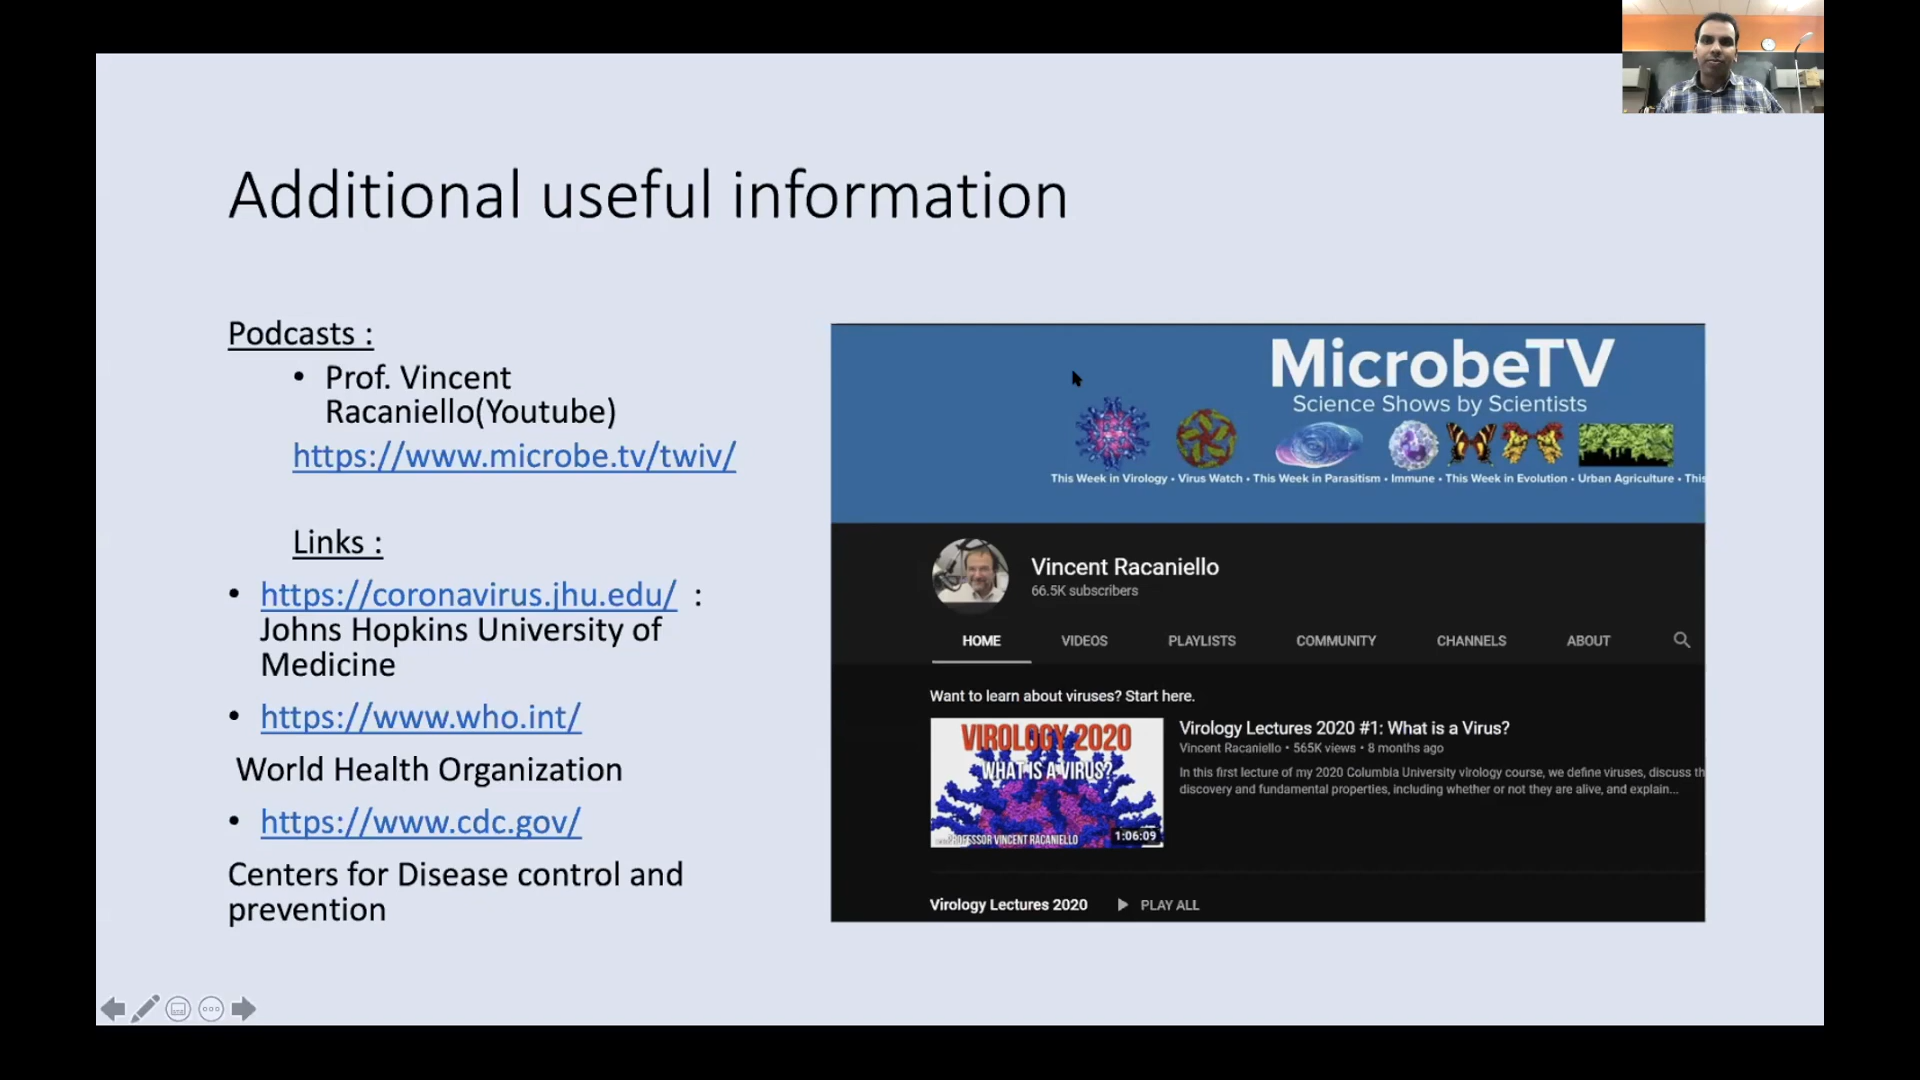 Additional useful information
Podcasts :
• Prof. Vincent
Racaniello(Youtube)
https://www.microbe.tv/twiv/
Links :
• https://coronavirus.jhu.edu/ :
Johns Hopkins University of
Medicine
• https://www.who.int/
World Health Organization
• https://www.cdc.gov/
Centers for Disease control and
prevention
MicrobeTV
Science Shows by Scientists
This Week in Virology • Virus Watch • This Week in Parasitism • Immune • This Week in Evolution • Urban Agriculture • This
Vincent Racaniello
66.5K subscribers
HOME VIDEOS PLAYLISTS COMMUNITY CHANNELS ABOUT
Want to learn about viruses? Start here.
VIROLOGY 2020
WHAT IS A VIRUS?
PROFESSOR VINCENT RACANIELLO
1:06:09
Virology Lectures 2020 #1: What is a Virus?
Vincent Racaniello • 565K views • 8 months ago
In this first lecture of my 2020 Columbia University virology course, we define viruses, discuss th
discovery and fundamental properties, including whether or not they are alive, and explain...
Virology Lectures 2020 PLAY ALL